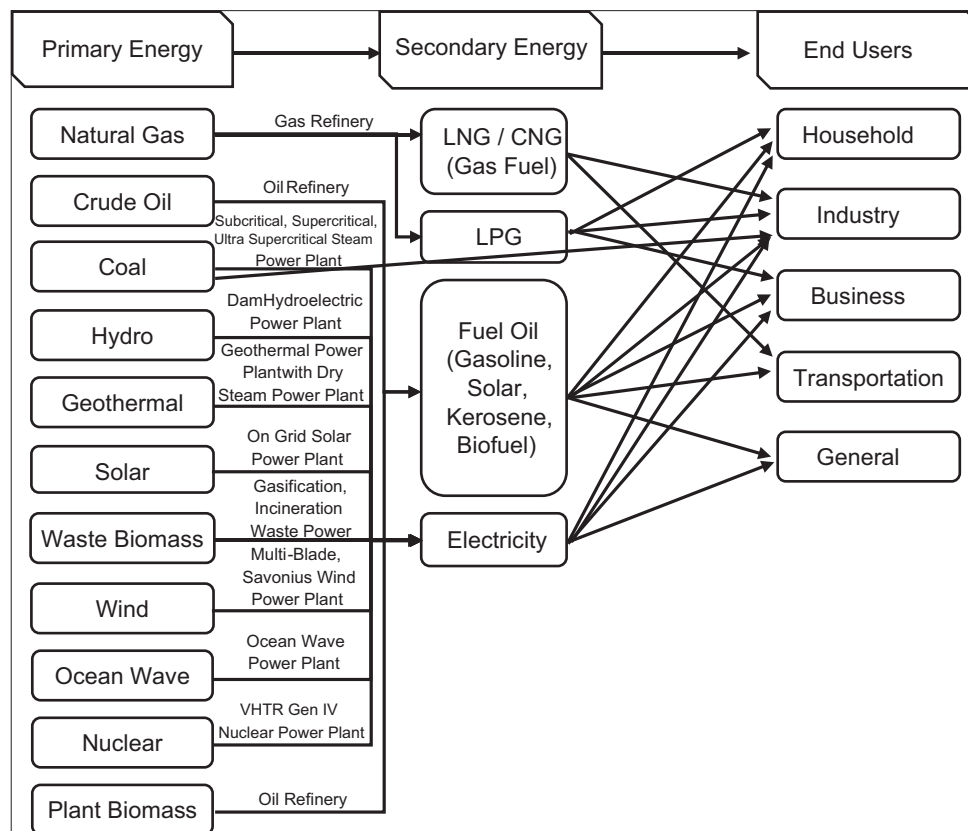 Primary Energy
Secondary Energy
End Users
Natural Gas
Gas Refinery
LNG / CNG
(Gas Fuel)
Household
Crude Oil
Oil Refinery
Industry
Subcritical, Supercritical,
Ultra Supercritical Steam
Power Plant
LPG
Coal
Business
Hydro
DamHydroelectric
Power Plant
Fuel Oil
(Gasoline,
Solar,
Kerosene,
Biofuel)
Transportation
Geothermal
Geothermal Power
Plantwith Dry
Steam Power Plant
General
Solar
On Grid Solar
Power Plant
Waste Biomass
Gasification,
Incineration
Waste Power
Electricity
Wind
Multi-Blade,
Savonius Wind
Power Plant
Ocean Wave
Ocean Wave
Power Plant
Nuclear
VHTR Gen IV
Nuclear Power Plant
Plant Biomass
Oil Refinery